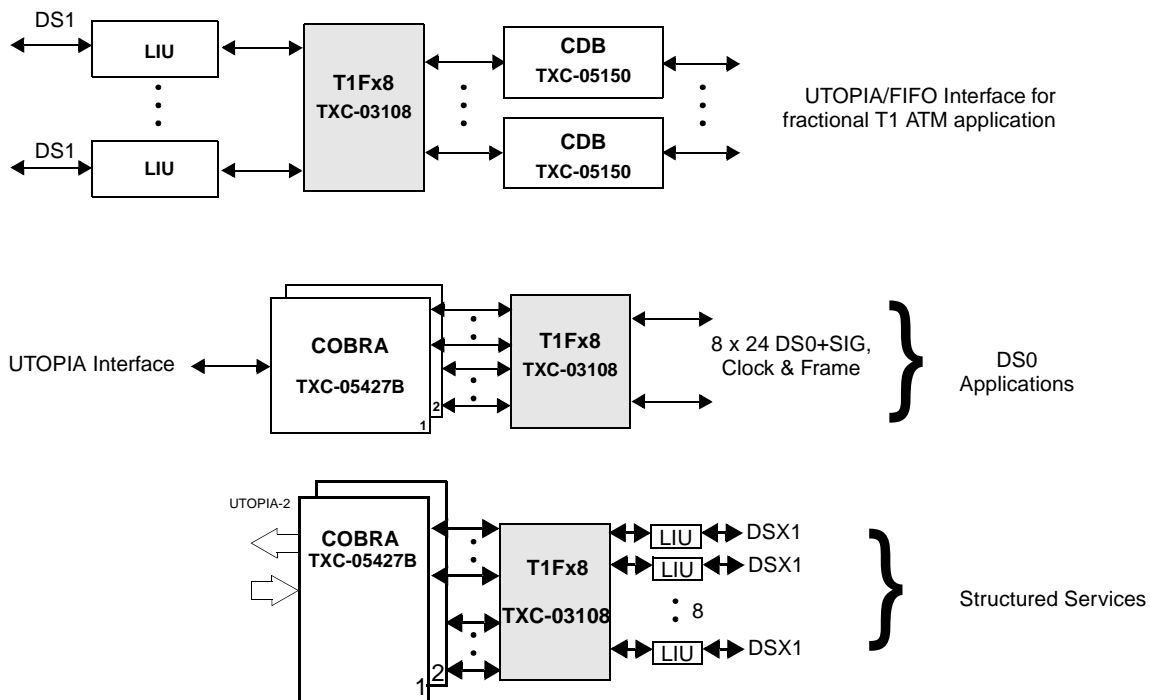 DS1
LIU
DS1
LIU
T1Fx8
TXC-03108
CDB
TXC-05150
CDB
TXC-05150
UTOPIA/FIFO Interface for
fractional T1 ATM application
UTOPIA Interface
COBRA
TXC-05427B
1
2
T1Fx8
TXC-03108
8 x 24 DS0+SIG,
Clock & Frame
DS0
Applications
UTOPIA-2
COBRA
TXC-05427B
1
2
T1Fx8
TXC-03108
LIU
DSX1
LIU
DSX1
8
LIU
DSX1
Structured Services